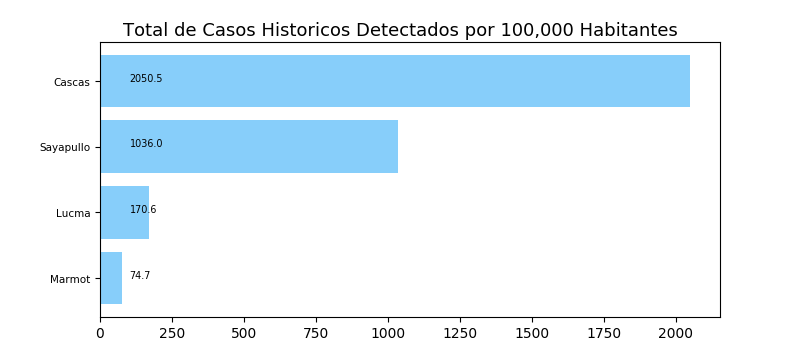 Total de Casos Historicos Detectados por 100,000 Habitantes
Cascas 2050.5
Sayapullo 1036.0
Lucma 170.6
Marmot 74.7
0 250 500 750 1000 1250 1500 1750 2000